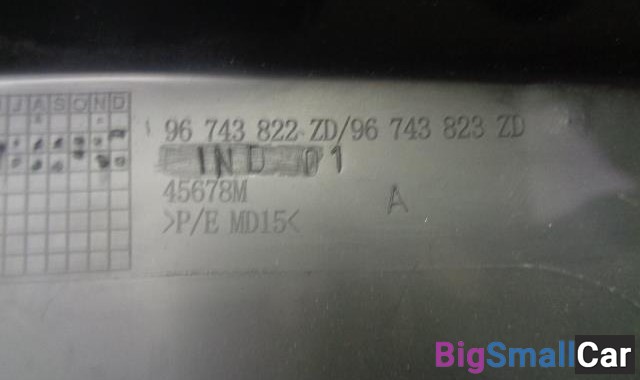 J A S O N D
96 743 822 ZD/96 743 823 ZD
IND 01
45678M
>P/E MD15<
A
BigSmallCar